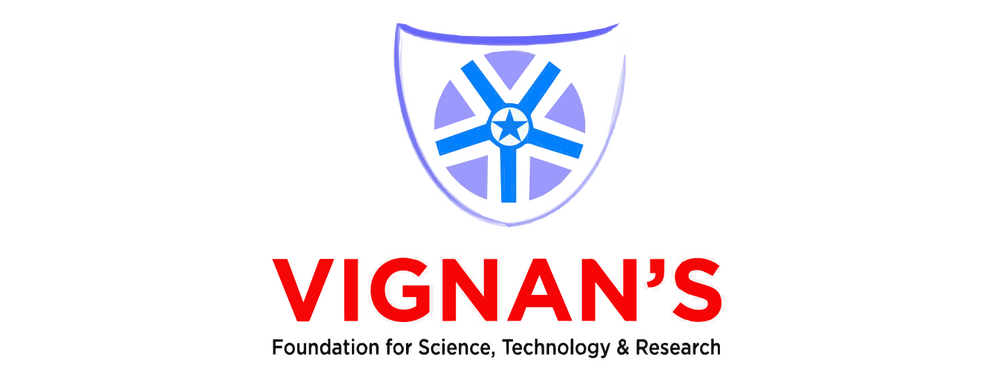 VIGNAN’S
Foundation for Science, Technology & Research